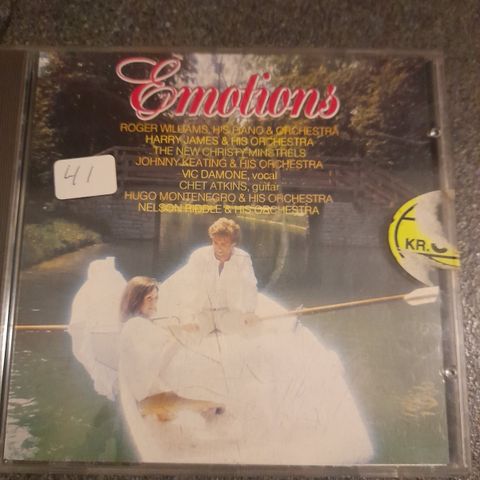 Emotions
ROGER WILLIAMS, HIS PIANO & ORCHESTRA
HARRY JAMES & HIS ORCHESTRA
THE NEW CHRISTY MINSTRELS
JOHNNY KEATING & HIS ORCHESTRA
VIC DAMONE, vocal
CHET ATKINS, guitar
HUGO MONTENEGRO & HIS ORCHESTRA
NELSON RIDDLE & HIS ORCHESTRA
41
KR.